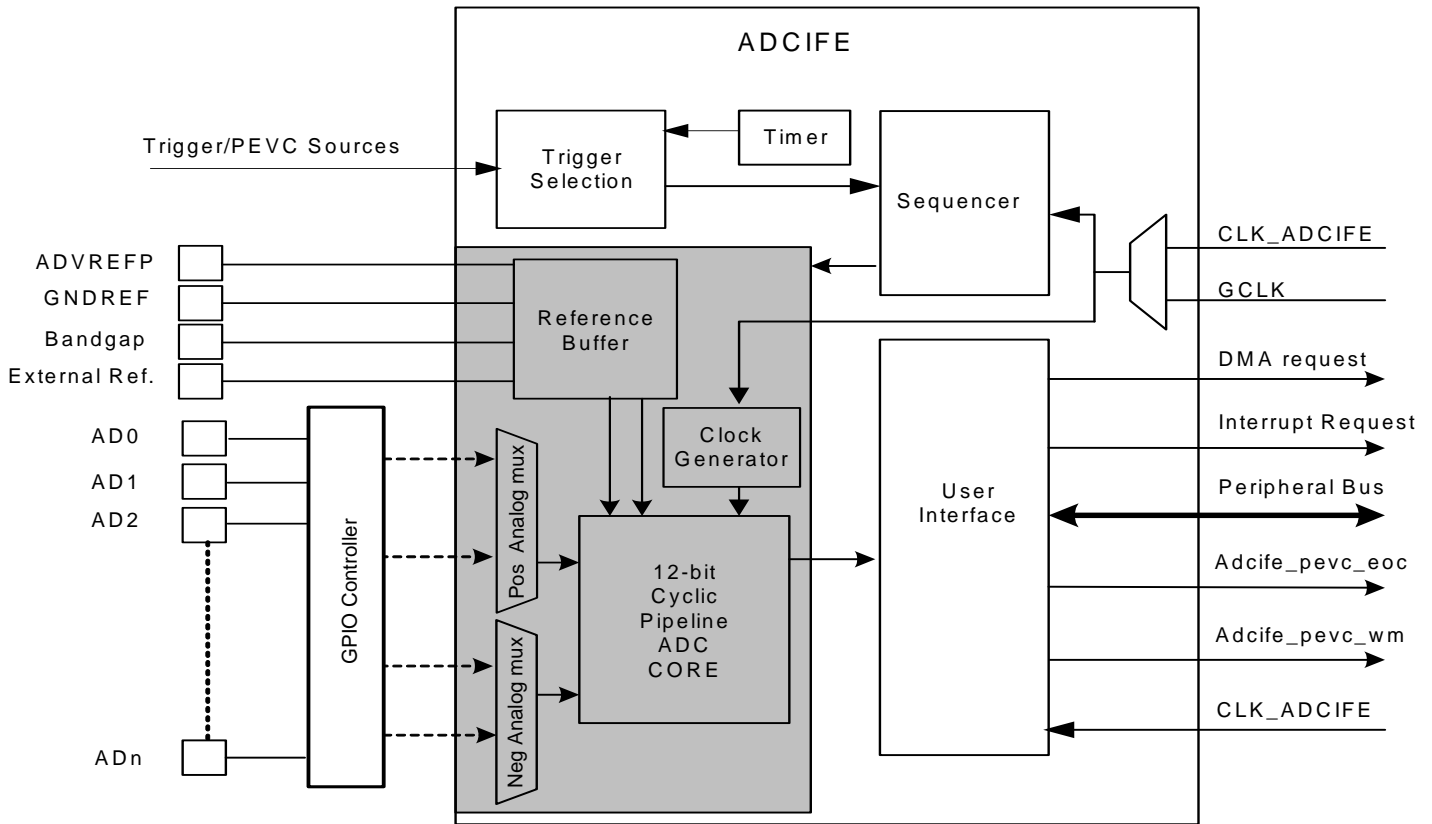 ADCIFE
Trigger/PEVC Sources
Trigger
Selection
Timer
Sequencer
CLK_ADCIFE
GCLK
ADVREFP
GNDREF
Bandgap
External Ref.
Reference
Buffer
DMA request
AD0
AD1
AD2
ADn
GPIO Controller
Pos Analog mux
Neg Analog mux
Clock
Generator
12-bit
Cyclic
Pipeline
ADC
CORE
User
Interface
Interrupt Request
Peripheral Bus
Adcife_pevc_eoc
Adcife_pevc_wm
CLK_ADCIFE